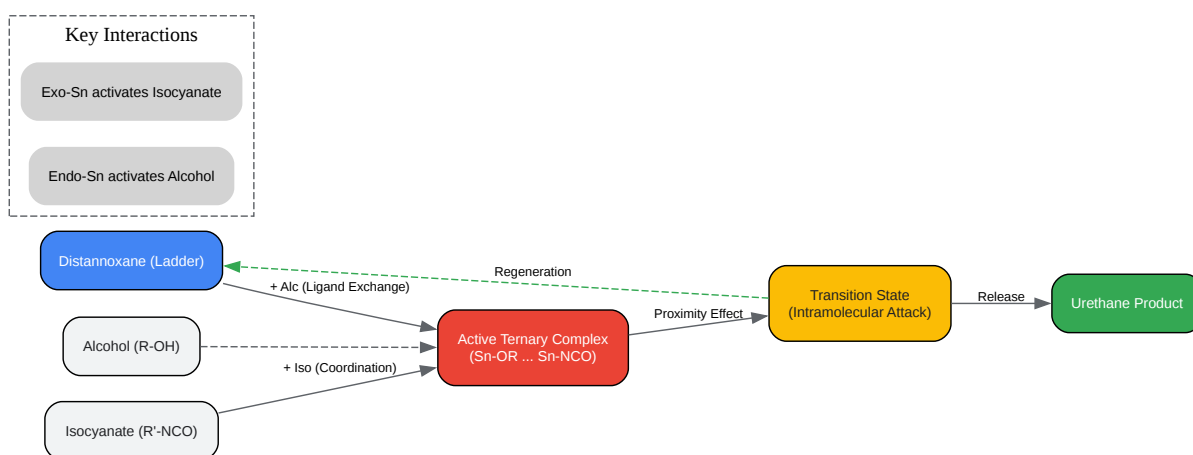 Key Interactions
Exo-Sn activates Isocyanate
Endo-Sn activates Alcohol
Distannoxane (Ladder)
Regeneration
+ Alc (Ligand Exchange)
Alcohol (R-OH)
+ Iso (Coordination)
Isocyanate (R'-NCO)
Active Ternary Complex
(Sn-OR ... Sn-NCO)
Proximity Effect
Transition State
(Intramolecular Attack)
Release
Urethane Product